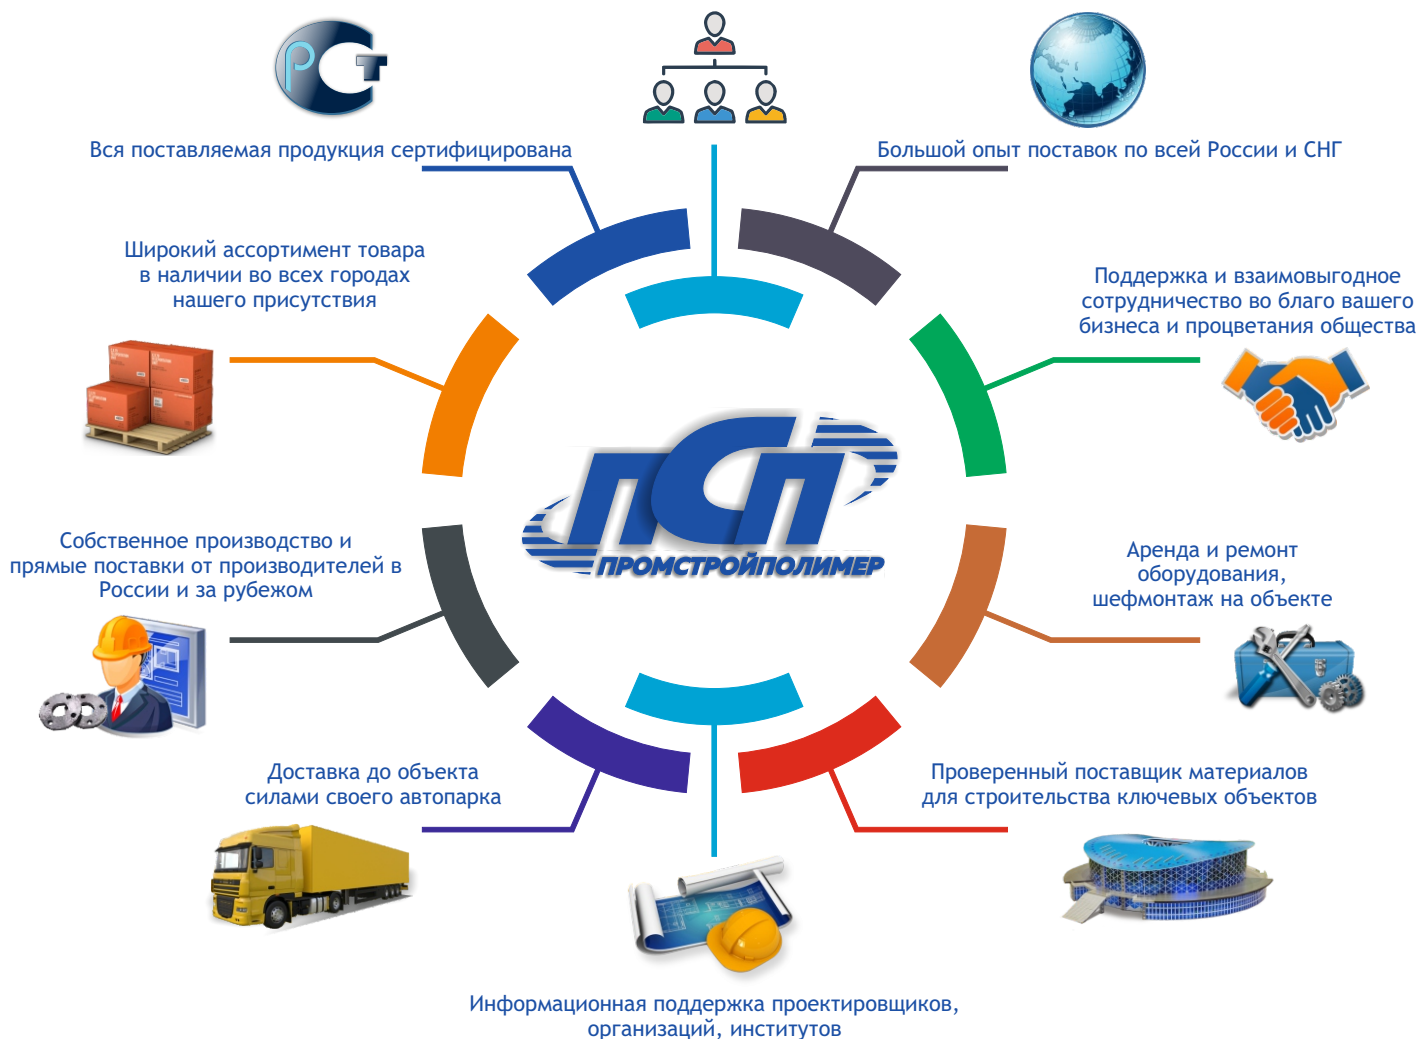 РСТ
Вся поставляемая продукция сертифицирована
Большой опыт поставок по всей России и СНГ
Широкий ассортимент товара
в наличии во всех городах
нашего присутствия
Поддержка и взаимовыгодное
сотрудничество во благо вашего
бизнеса и процветания общества
ПСП
ПРОМСТРОЙПОЛИМЕР
Собственное производство и
прямые поставки от производителей в
России и за рубежом
Аренда и ремонт
оборудования,
шефмонтаж на объекте
Доставка до объекта
силами своего автопарка
Проверенный поставщик материалов
для строительства ключевых объектов
Информационная поддержка проектировщиков,
организаций, институтов